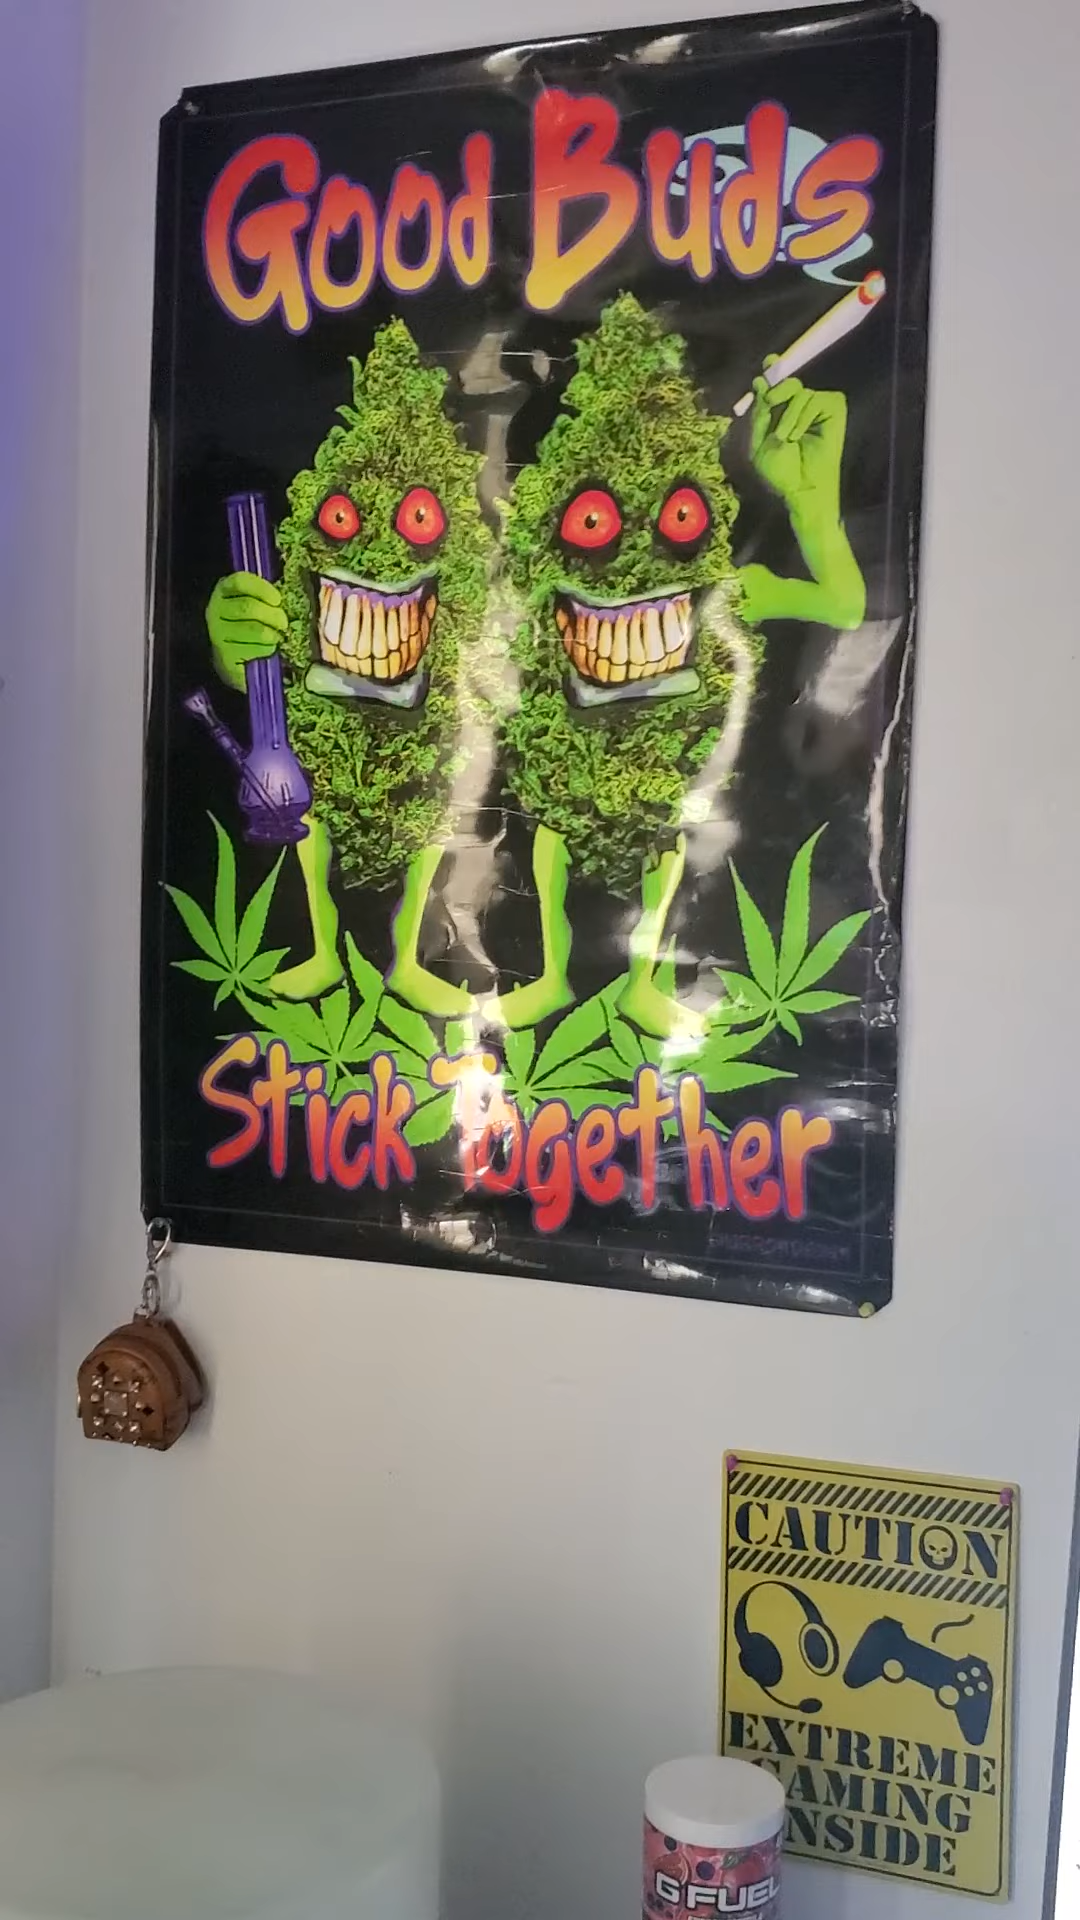 Good Buds
Stick Together
CAUTION
EXTREME
GAMING
INSIDE
G FUEL